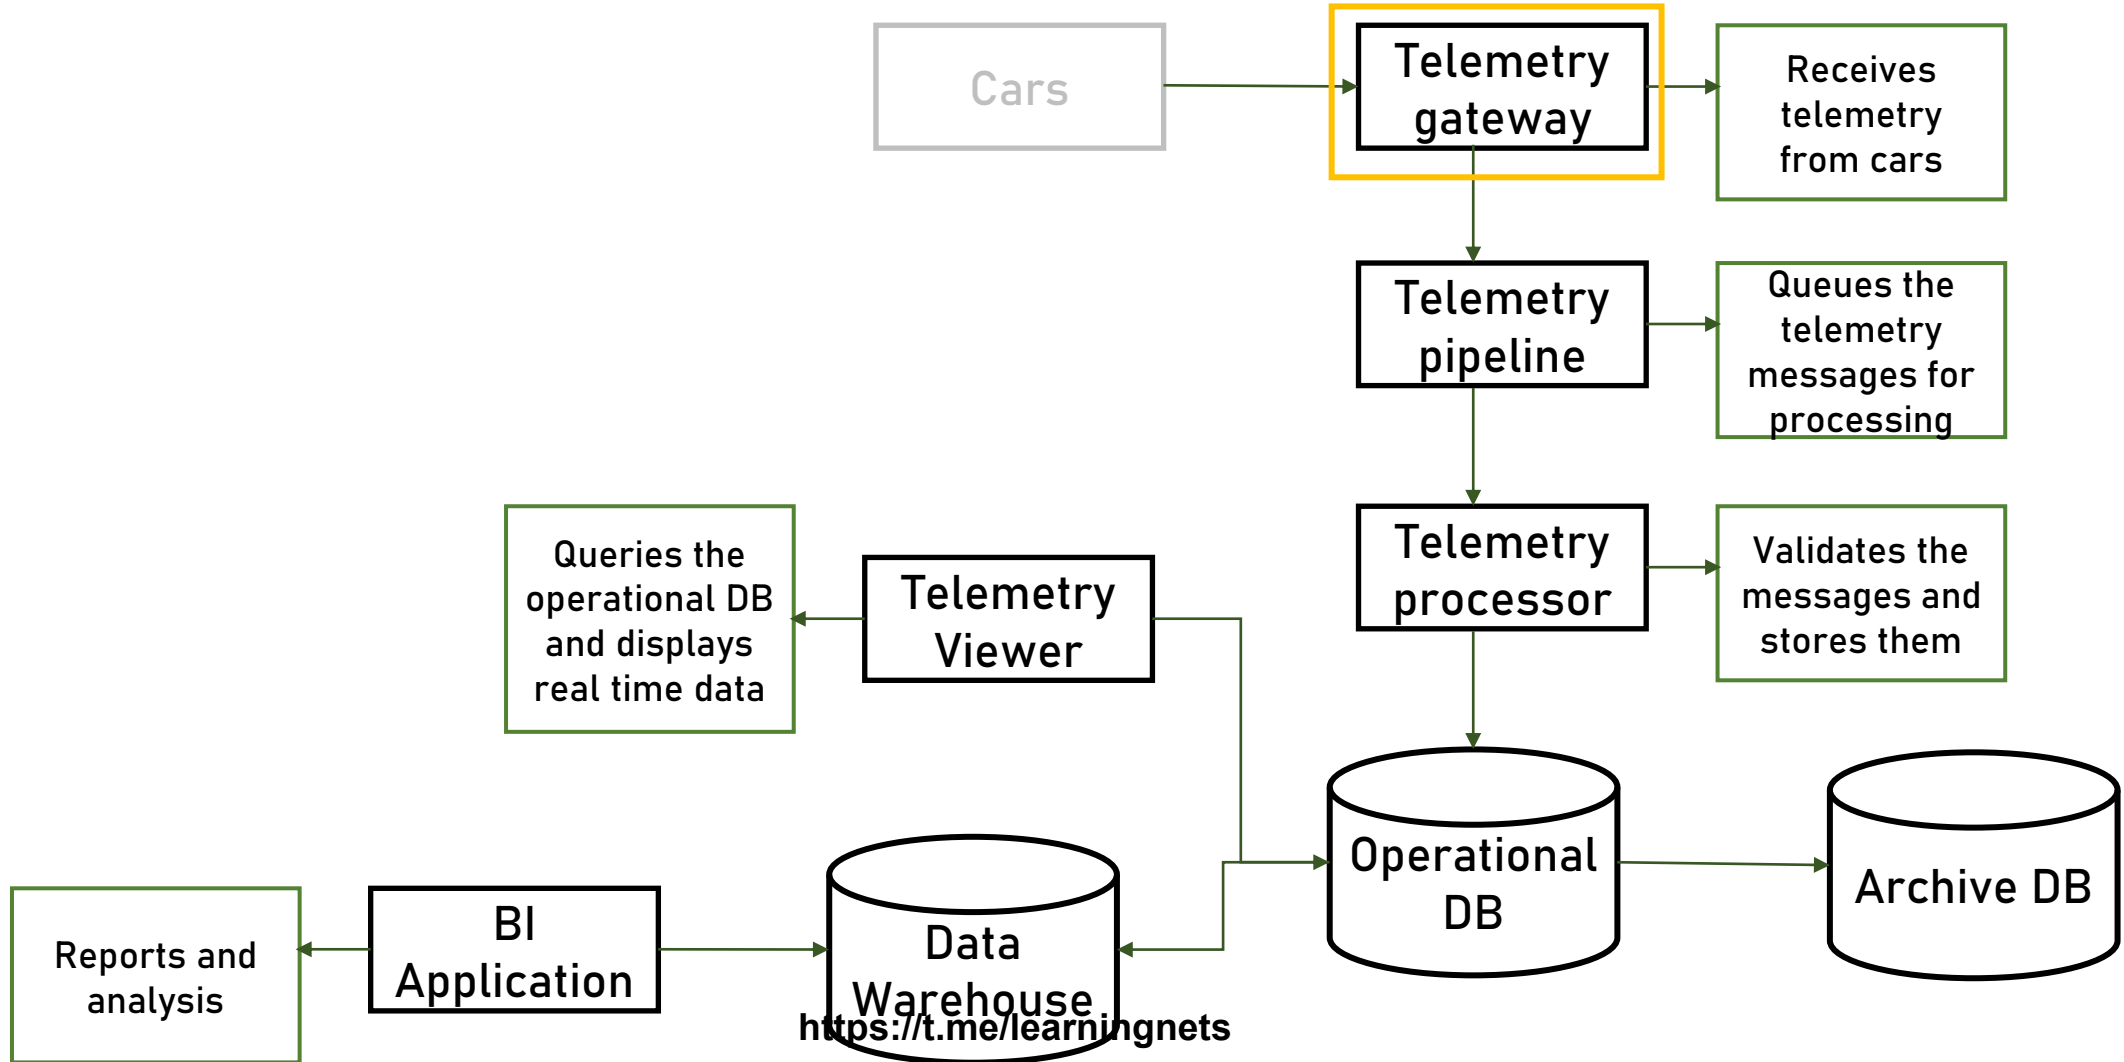 Cars
Telemetry
gateway
Receives
telemetry
from cars
Telemetry
pipeline
Queues the
telemetry
messages for
processing
Queries the
operational DB
and displays
real time data
Telemetry
Viewer
Telemetry
processor
Validates the
messages and
stores them
Reports and
analysis
BI
Application
Data
Warehouse
Operational
DB
Archive DB
https://t.me/learningnets